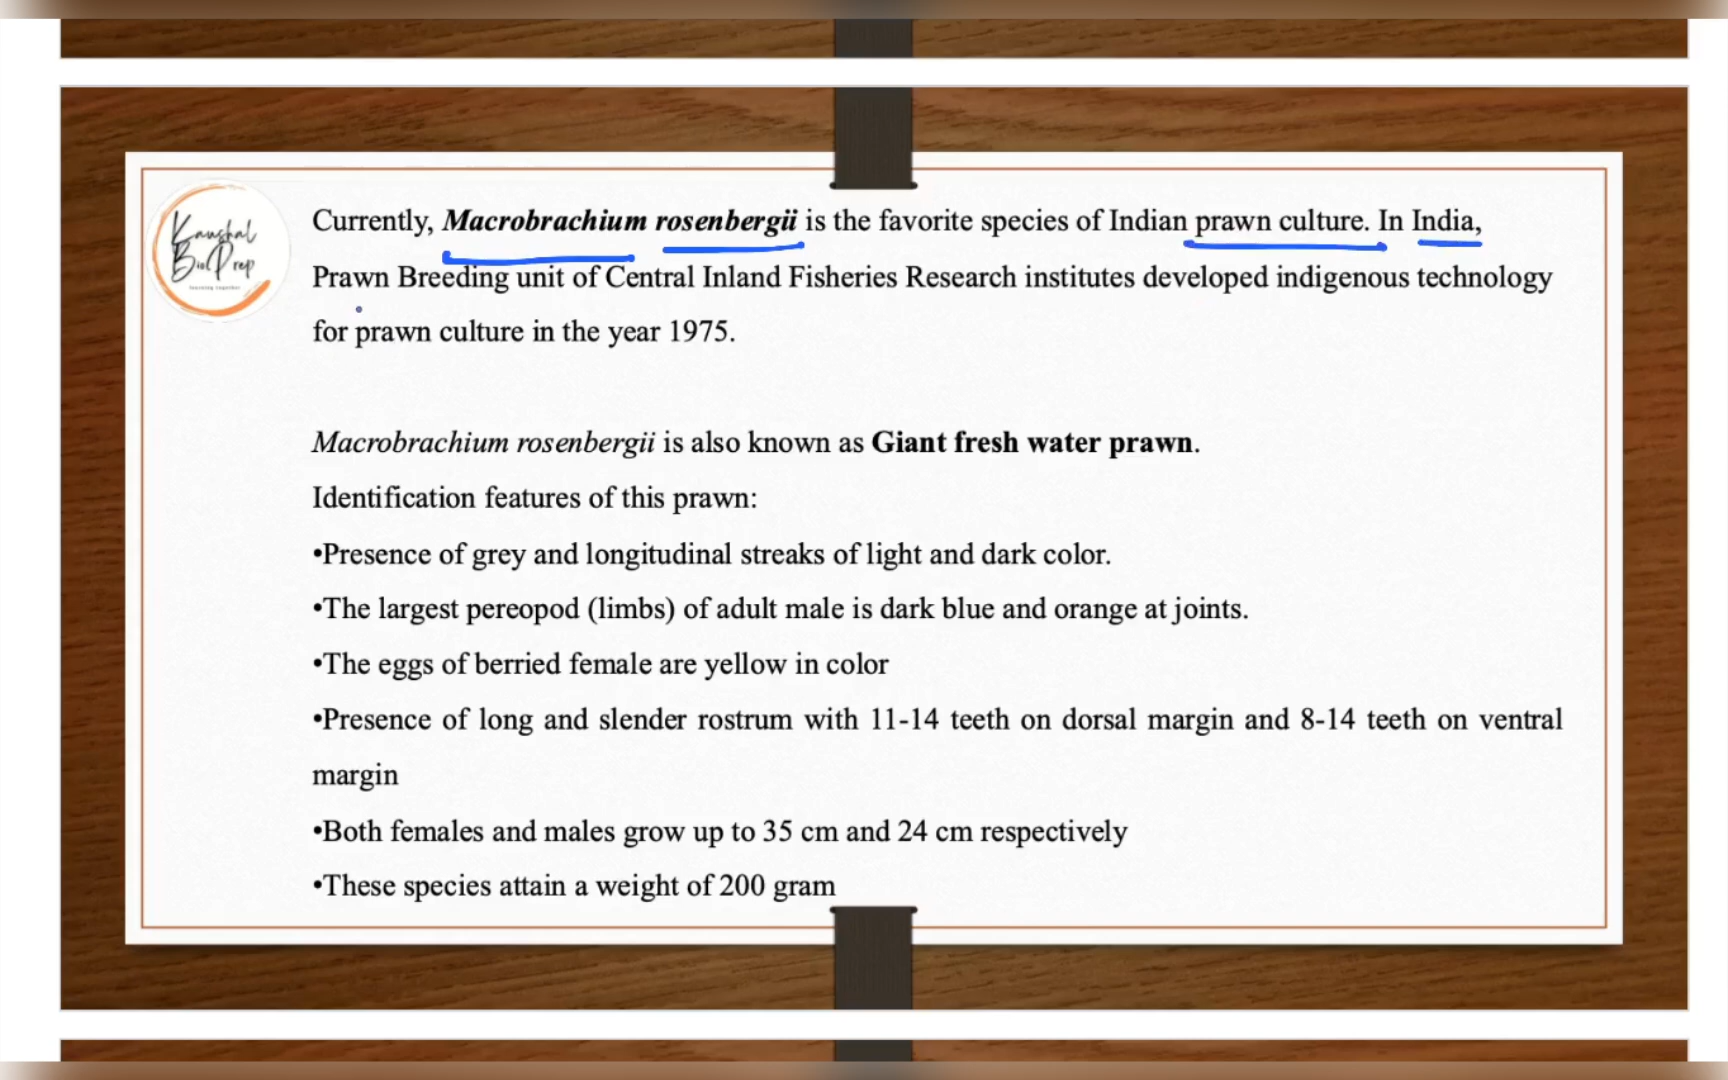 Kaushal
BiolPrep
Currently, Macrobrachium rosenbergii is the favorite species of Indian prawn culture. In India,
Prawn Breeding unit of Central Inland Fisheries Research institutes developed indigenous technology
for prawn culture in the year 1975.
Macrobrachium rosenbergii is also known as Giant fresh water prawn.
Identification features of this prawn:
•Presence of grey and longitudinal streaks of light and dark color.
•The largest pereopod (limbs) of adult male is dark blue and orange at joints.
•The eggs of berried female are yellow in color
•Presence of long and slender rostrum with 11-14 teeth on dorsal margin and 8-14 teeth on ventral
margin
•Both females and males grow up to 35 cm and 24 cm respectively
•These species attain a weight of 200 gram